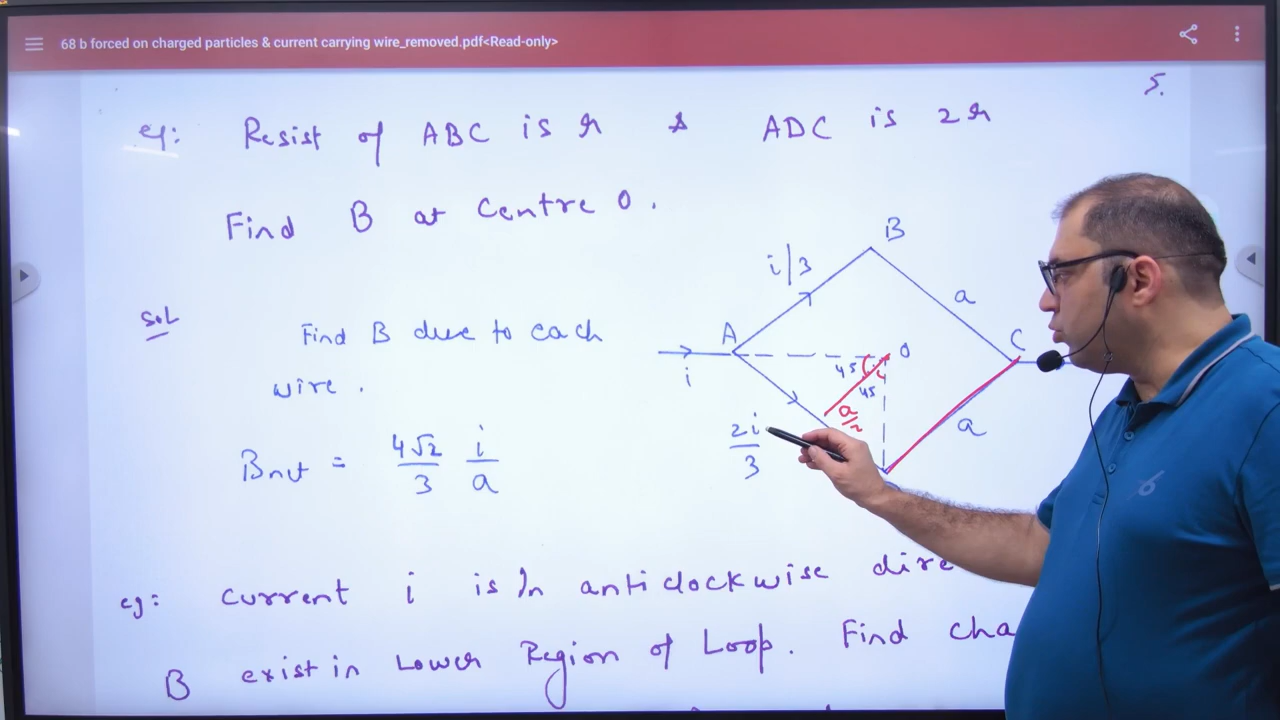 68 b forced on charged particles & current carrying wire_removed.pdf<Read-only>
5.
eg: Resist of ABC is r & ADC is 2r
Find B at Centre O.
B
i/3
a
Sol
Find B due to each
A
C
O
45
i
wire.
45
a/2
a
2i/3
Bnet = 4√2/3 i/a
eg: Current i is In anticlockwise dire
B exist in Lower Region of Loop. Find cha